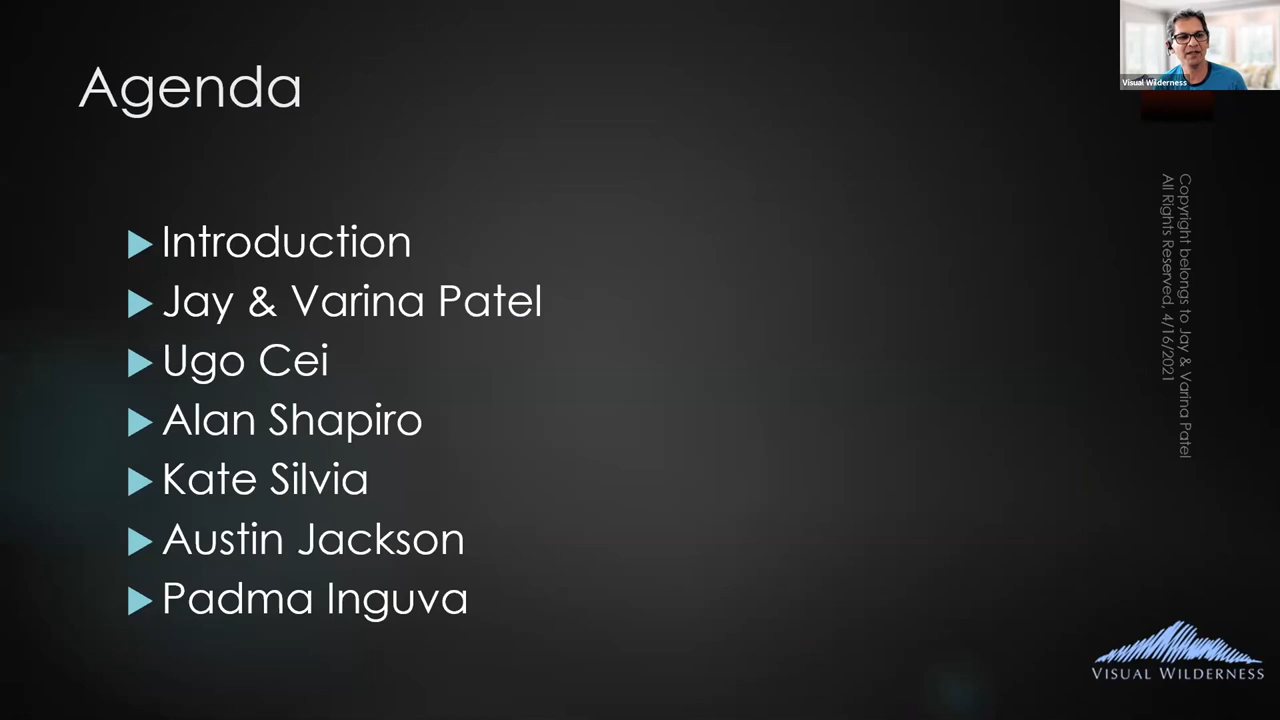 Agenda
Introduction
Jay & Varina Patel
Ugo Cei
Alan Shapiro
Kate Silvia
Austin Jackson
Padma Inguva
Visual Wilderness
Copyright belongs to Jay & Varina Patel
All Rights Reserved, 4/16/2021
VISUAL WILDERNESS